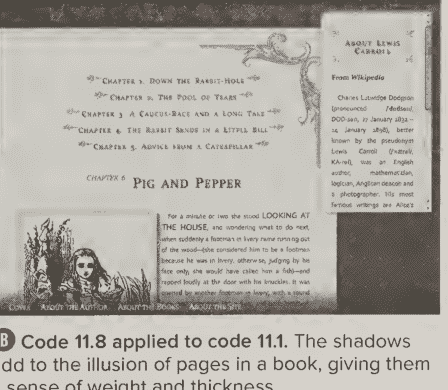 CHAPTER 1. DOWN THE RABBIT-HOLE
CHAPTER 2. THE POOL OF TEARS
CHAPTER 3 A CAUCUS-RACE AND A LONG TALE
CHAPTER 4. THE RABBIT SENDS IN A LITTLE BILL
CHAPTER 5. ADVICE FROM A CATERPILLAR
CHAPTER 6 PIG AND PEPPER
For a minute or two she stood LOOKING AT
THE HOUSE, and wondering what to do next,
when suddenly a footman in livery came running out
of the wood—(she considered him to be a footman
because he was in livery, otherwise, judging by his
face only, she would have called him a fish)—and
rapped loudly at the door with his knuckles. It was
opened by another footman in livery, with a round
COVER ABOUT THE AUTHOR ABOUT THE BOOKS ABOUT THE SITE
ABOUT LEWIS
CARROLL
From Wikipedia
Charles Lutwidge Dodgson
(pronounced
27 January 1832 –
14 January 1898), better
known by the pseudonym
Lewis Carroll
was an English
author, mathematician,
logician, Anglican deacon and
a photographer. His most
famous writings are Alice's
B Code 11.8 applied to code 11.1. The shadows
dd to the illusion of pages in a book, giving them
sense of weight and thickness